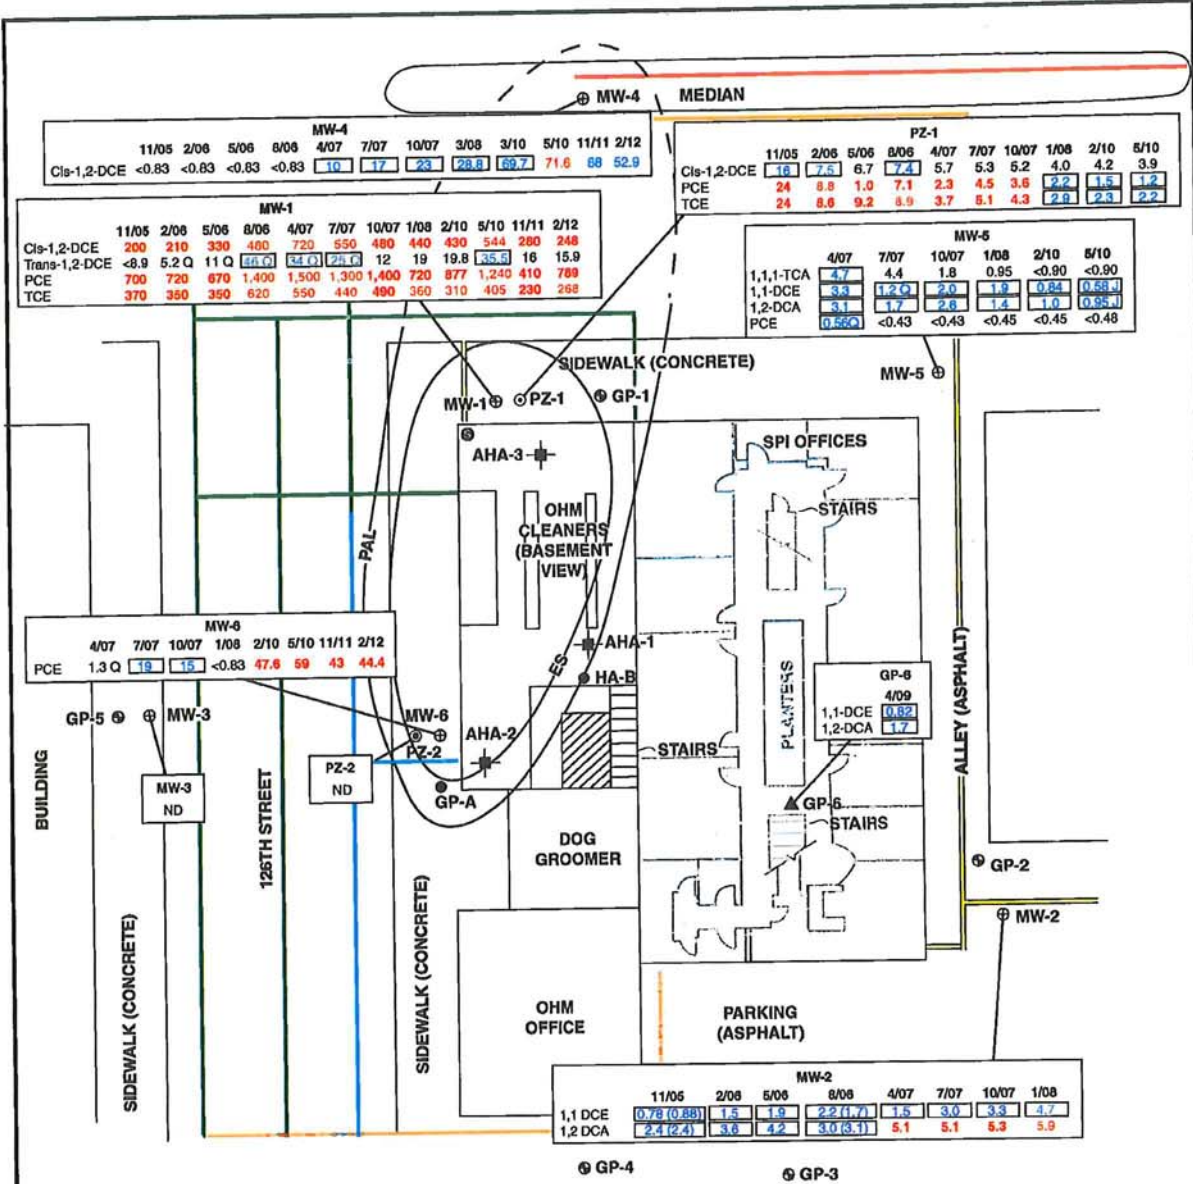 MW-4 MEDIAN
MW-4
11/05 2/06 5/06 8/06 4/07 7/07 10/07 3/08 3/10 5/10 11/11 2/12
Cis-1,2-DCE <0.83 <0.83 <0.83 <0.83 10 17 23 28.8 69.7 71.6 68 52.9
PZ-1
11/05 2/06 5/06 8/06 4/07 7/07 10/07 1/08 2/10 5/10
Cis-1,2-DCE 16 7.5 6.7 7.4 5.7 5.3 5.2 4.0 4.2 3.9
PCE 24 8.8 1.0 7.1 2.3 4.5 3.6 2.2 1.5 1.2
TCE 24 8.6 9.2 8.9 3.7 5.1 4.3 2.9 2.3 2.2
MW-1
11/05 2/06 5/06 8/06 4/07 7/07 10/07 1/08 2/10 5/10 11/11 2/12
Cis-1,2-DCE 200 210 330 480 720 550 480 440 430 544 280 248
Trans-1,2-DCE <8.9 5.2 Q 11 Q 46 Q 34 Q 25 Q 12 19 19.8 35.5 16 15.9
PCE 700 720 670 1,400 1,500 1,300 1,400 720 877 1,240 410 789
TCE 370 350 350 620 550 440 490 360 310 405 230 268
MW-5
4/07 7/07 10/07 1/08 2/10 5/10
1,1,1-TCA 4.7 4.4 1.8 0.95 <0.90 <0.90
1,1-DCE 3.3 1.2 Q 2.0 1.9 0.84 0.58 J
1,2-DCA 3.1 1.7 2.6 1.4 1.0 0.95 J
PCE 0.56Q <0.43 <0.43 <0.45 <0.45 <0.48
SIDEWALK (CONCRETE)
MW-5
MW-1 PZ-1 GP-1
S
AHA-3
SPI OFFICES
STAIRS
OHM
CLEANERS
(BASEMENT
VIEW)
PAL
ES
AHA-1
HA-B
MW-6
4/07 7/07 10/07 1/08 2/10 5/10 11/11 2/12
PCE 1.3 Q 19 15 <0.83 47.6 59 43 44.4
GP-5 MW-3
MW-6
PZ-2
AHA-2
STAIRS
PLANTERS
GP-6
4/09
1,1-DCE 0.82
1,2-DCA 1.7
ALLEY (ASPHALT)
MW-3
ND
PZ-2
ND
GP-A
GP-6
STAIRS
BUILDING
126TH STREET
DOG
GROOMER
GP-2
MW-2
SIDEWALK (CONCRETE)
SIDEWALK (CONCRETE)
OHM
OFFICE
PARKING
(ASPHALT)
MW-2
11/05 2/06 5/06 8/06 4/07 7/07 10/07 1/08
1,1 DCE 0.78 (0.88) 1.5 1.9 2.2 (1.7) 1.5 3.0 3.3 4.7
1,2 DCA 2.4 (2.4) 3.6 4.2 3.0 (3.1) 5.1 5.1 5.3 5.9
GP-4 GP-3